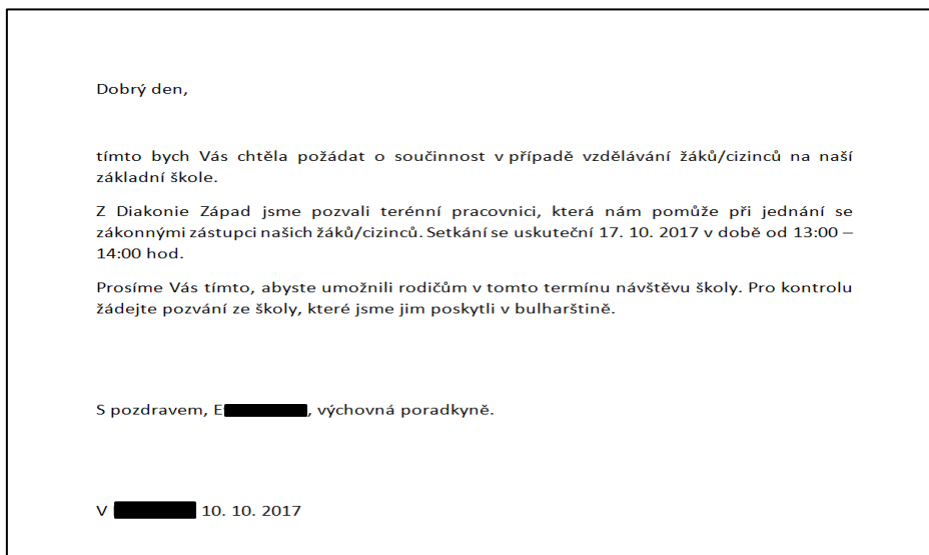 Dobrý den,
tímto bych Vás chtěla požádat o součinnost v případě vzdělávání žáků/cizinců na naší
základní škole.
Z Diakonie Západ jsme pozvali terénní pracovnici, která nám pomůže při jednání se
zákonnými zástupci našich žáků/cizinců. Setkání se uskuteční 17. 10. 2017 v době od 13:00 –
14:00 hod.
Prosíme Vás tímto, abyste umožnili rodičům v tomto termínu návštěvu školy. Pro kontrolu
žádejte pozvání ze školy, které jsme jim poskytli v bulharštině.
S pozdravem, E, výchovná poradkyně.
V 10. 10. 2017